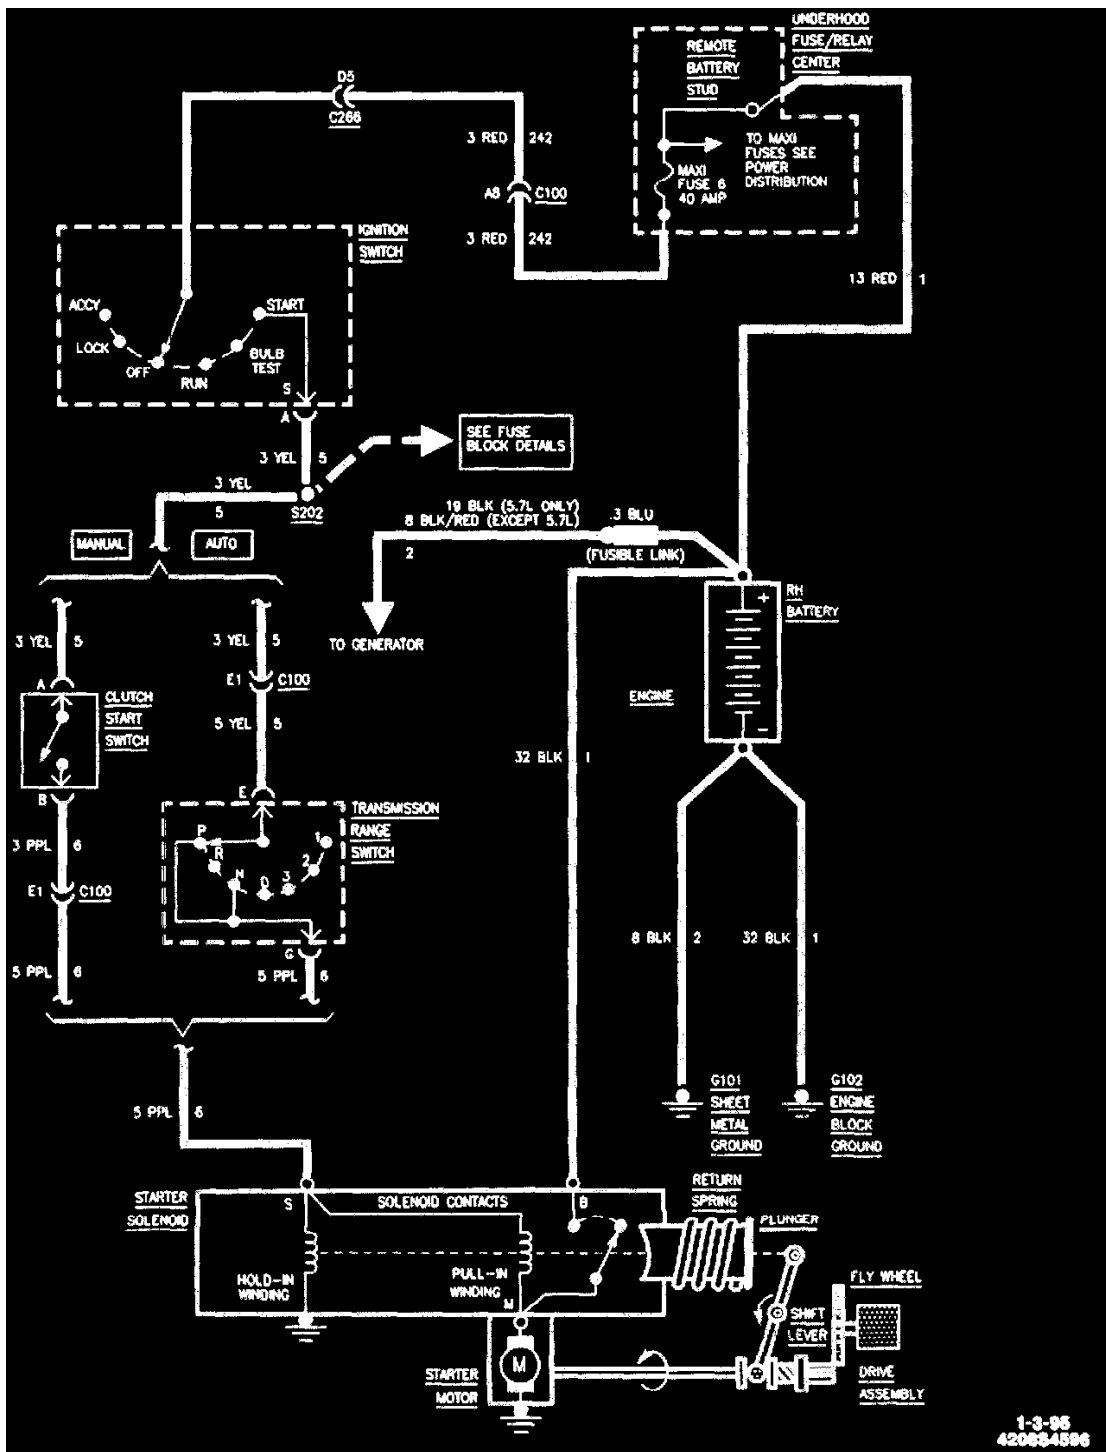 UNDERHOOD
FUSE/RELAY
CENTER
REMOTE
BATTERY
STUD
D5
C266
3 RED 242
TO MAXI
FUSES SEE
POWER
DISTRIBUTION
MAXI
FUSE 6
40 AMP
A8 C100
3 RED 242
IGNITION
SWITCH
13 RED 1
ACCY
START
LOCK
OFF
RUN
BULB
TEST
S
A
SEE FUSE
BLOCK DETAILS
3 YEL 5
3 YEL
5
S202
19 BLK (5.7L ONLY)
8 BLK/RED (EXCEPT 5.7L)
2
.3 BLU
(FUSIBLE LINK)
MANUAL
AUTO
RH
BATTERY
+
−
TO GENERATOR
3 YEL 5
3 YEL 5
E1 C100
A
CLUTCH
START
SWITCH
5 YEL 5
ENGINE
32 BLK 1
B
E
TRANSMISSION
RANGE
SWITCH
P
R
N
D
3
2
1
3 PPL 6
E1 C100
G
5 PPL 6
5 PPL 6
8 BLK 2
32 BLK 1
G101
SHEET
METAL
GROUND
G102
ENGINE
BLOCK
GROUND
5 PPL 6
STARTER
SOLENOID
S
SOLENOID CONTACTS
B
RETURN
SPRING
PLUNGER
HOLD-IN
WINDING
PULL-IN
WINDING
M
FLY WHEEL
SHIFT
LEVER
STARTER
MOTOR
M
DRIVE
ASSEMBLY
1-3-95